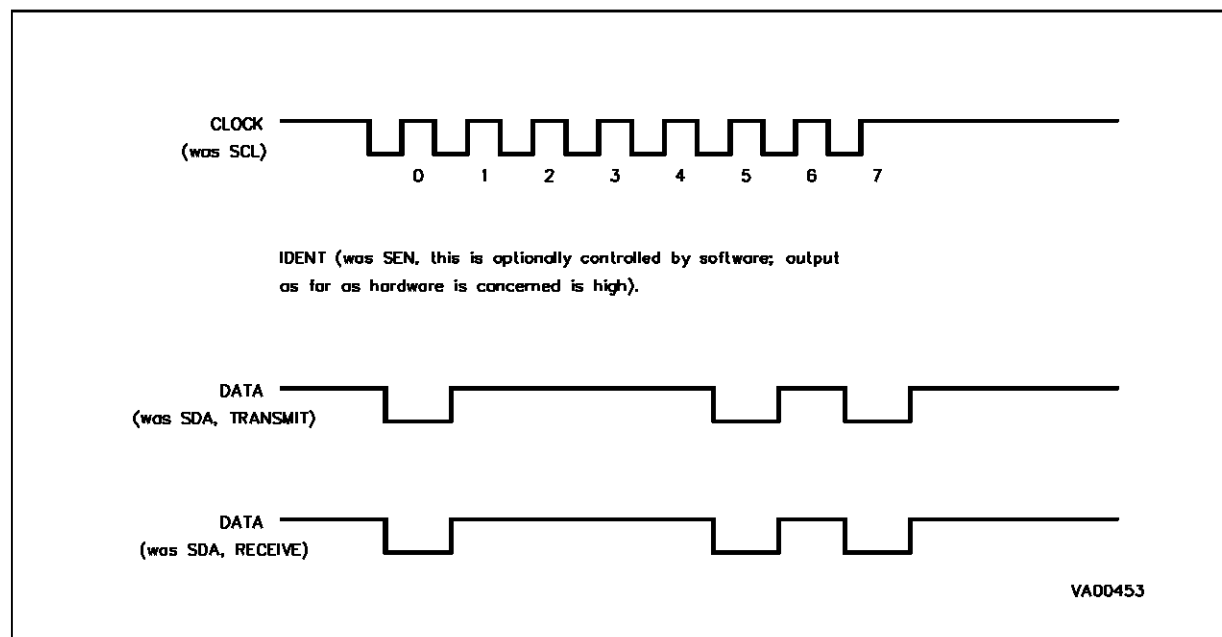 CLOCK
(was SCL)
0 1 2 3 4 5 6 7
IDENT (was SEN, this is optionally controlled by software; output
as far as hardware is concerned is high).
DATA
(was SDA, TRANSMIT)
DATA
(was SDA, RECEIVE)
VA00453